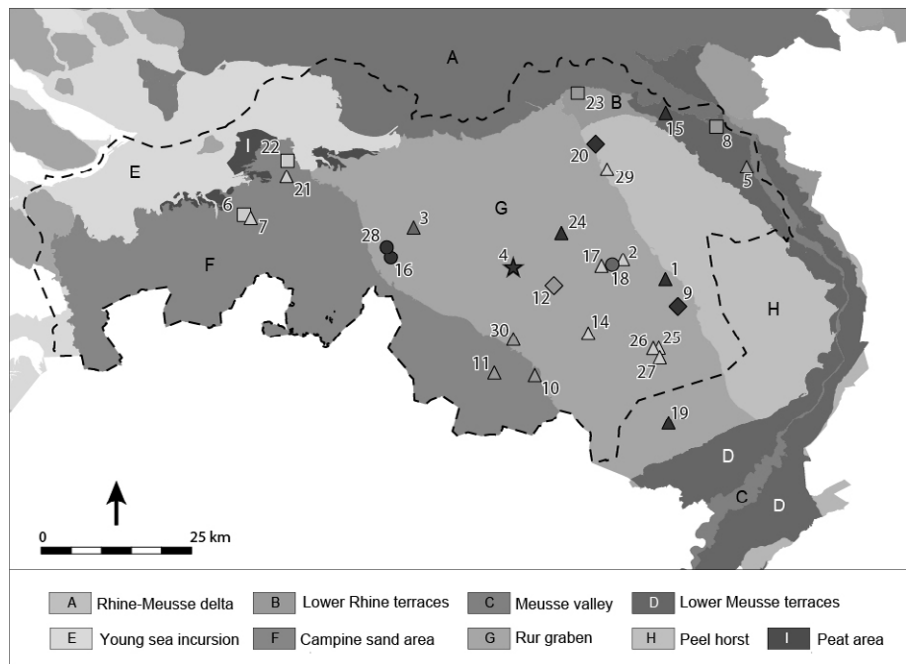 A
23
B
15
8
5
20
29
I
22
21
E
6
7
F
3
G
24
28
16
4
17
2
18
12
1
9
H
30
14
26
25
27
11
10
19
D
C
D
0 25 km
A Rhine-Meusse delta B Lower Rhine terraces C Meusse valley D Lower Meusse terraces
E Young sea incursion F Campine sand area G Rur graben H Peel horst I Peat area